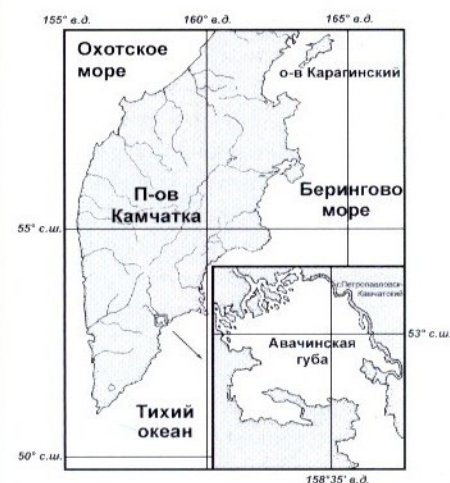 155° в.д.
160° в.д.
165° в.д.
Охотское
море
о-в Карагинский
П-ов
Камчатка
Берингово
море
55° с.ш.
г.Петропавловск-
Камчатский
53° с.ш.
Авачинская
губа
Тихий
океан
50° с.ш.
158°35' в.д.